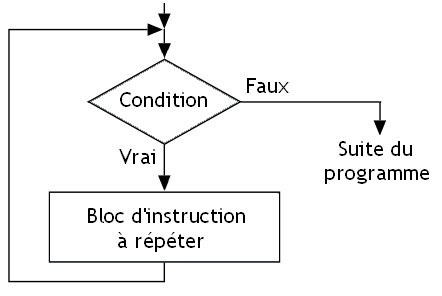 Condition
Faux
Vrai
Suite du
programme
Bloc d'instruction
à répéter